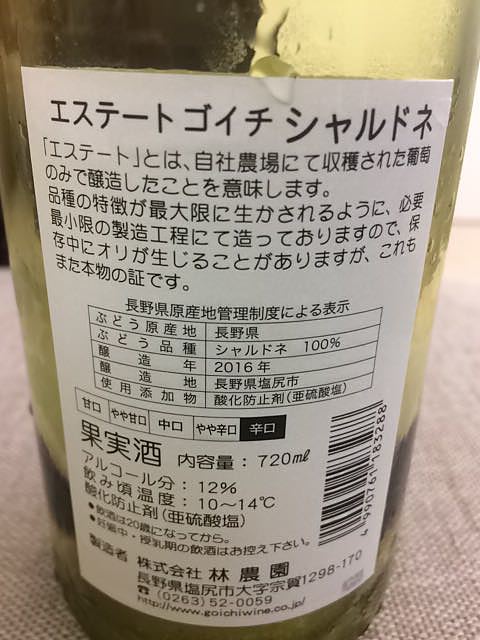 エステートゴイチ シャルドネ
「エステート」とは、自社農場にて収穫された葡萄
のみで醸造したことを意味します。
品種の特徴が最大限に生かされるように、必要
最小限の製造工程にて造っておりますので、保
存中にオリが生じることがありますが、これも
また本物の証です。
長野県原産地管理制度による表示
ぶどう原産地 長野県
ぶどう品種 シャルドネ 100%
醸造年 2016年
醸造地 長野県塩尻市
使用添加物 酸化防止剤(亜硫酸塩)
甘口 やや甘口 中口 やや辛口 辛口
果実酒 内容量：720mℓ
アルコール分：12%
飲み頃温度：10～14℃
酸化防止剤(亜硫酸塩)
●飲酒は20歳になってから。
●妊娠中・授乳期の飲酒はお控え下さい。
製造者 株式会社 林農園
長野県塩尻市大字宗賀1298-170
☎(0263)52-0059
http://www.goichiwine.co.jp/
4990761183288